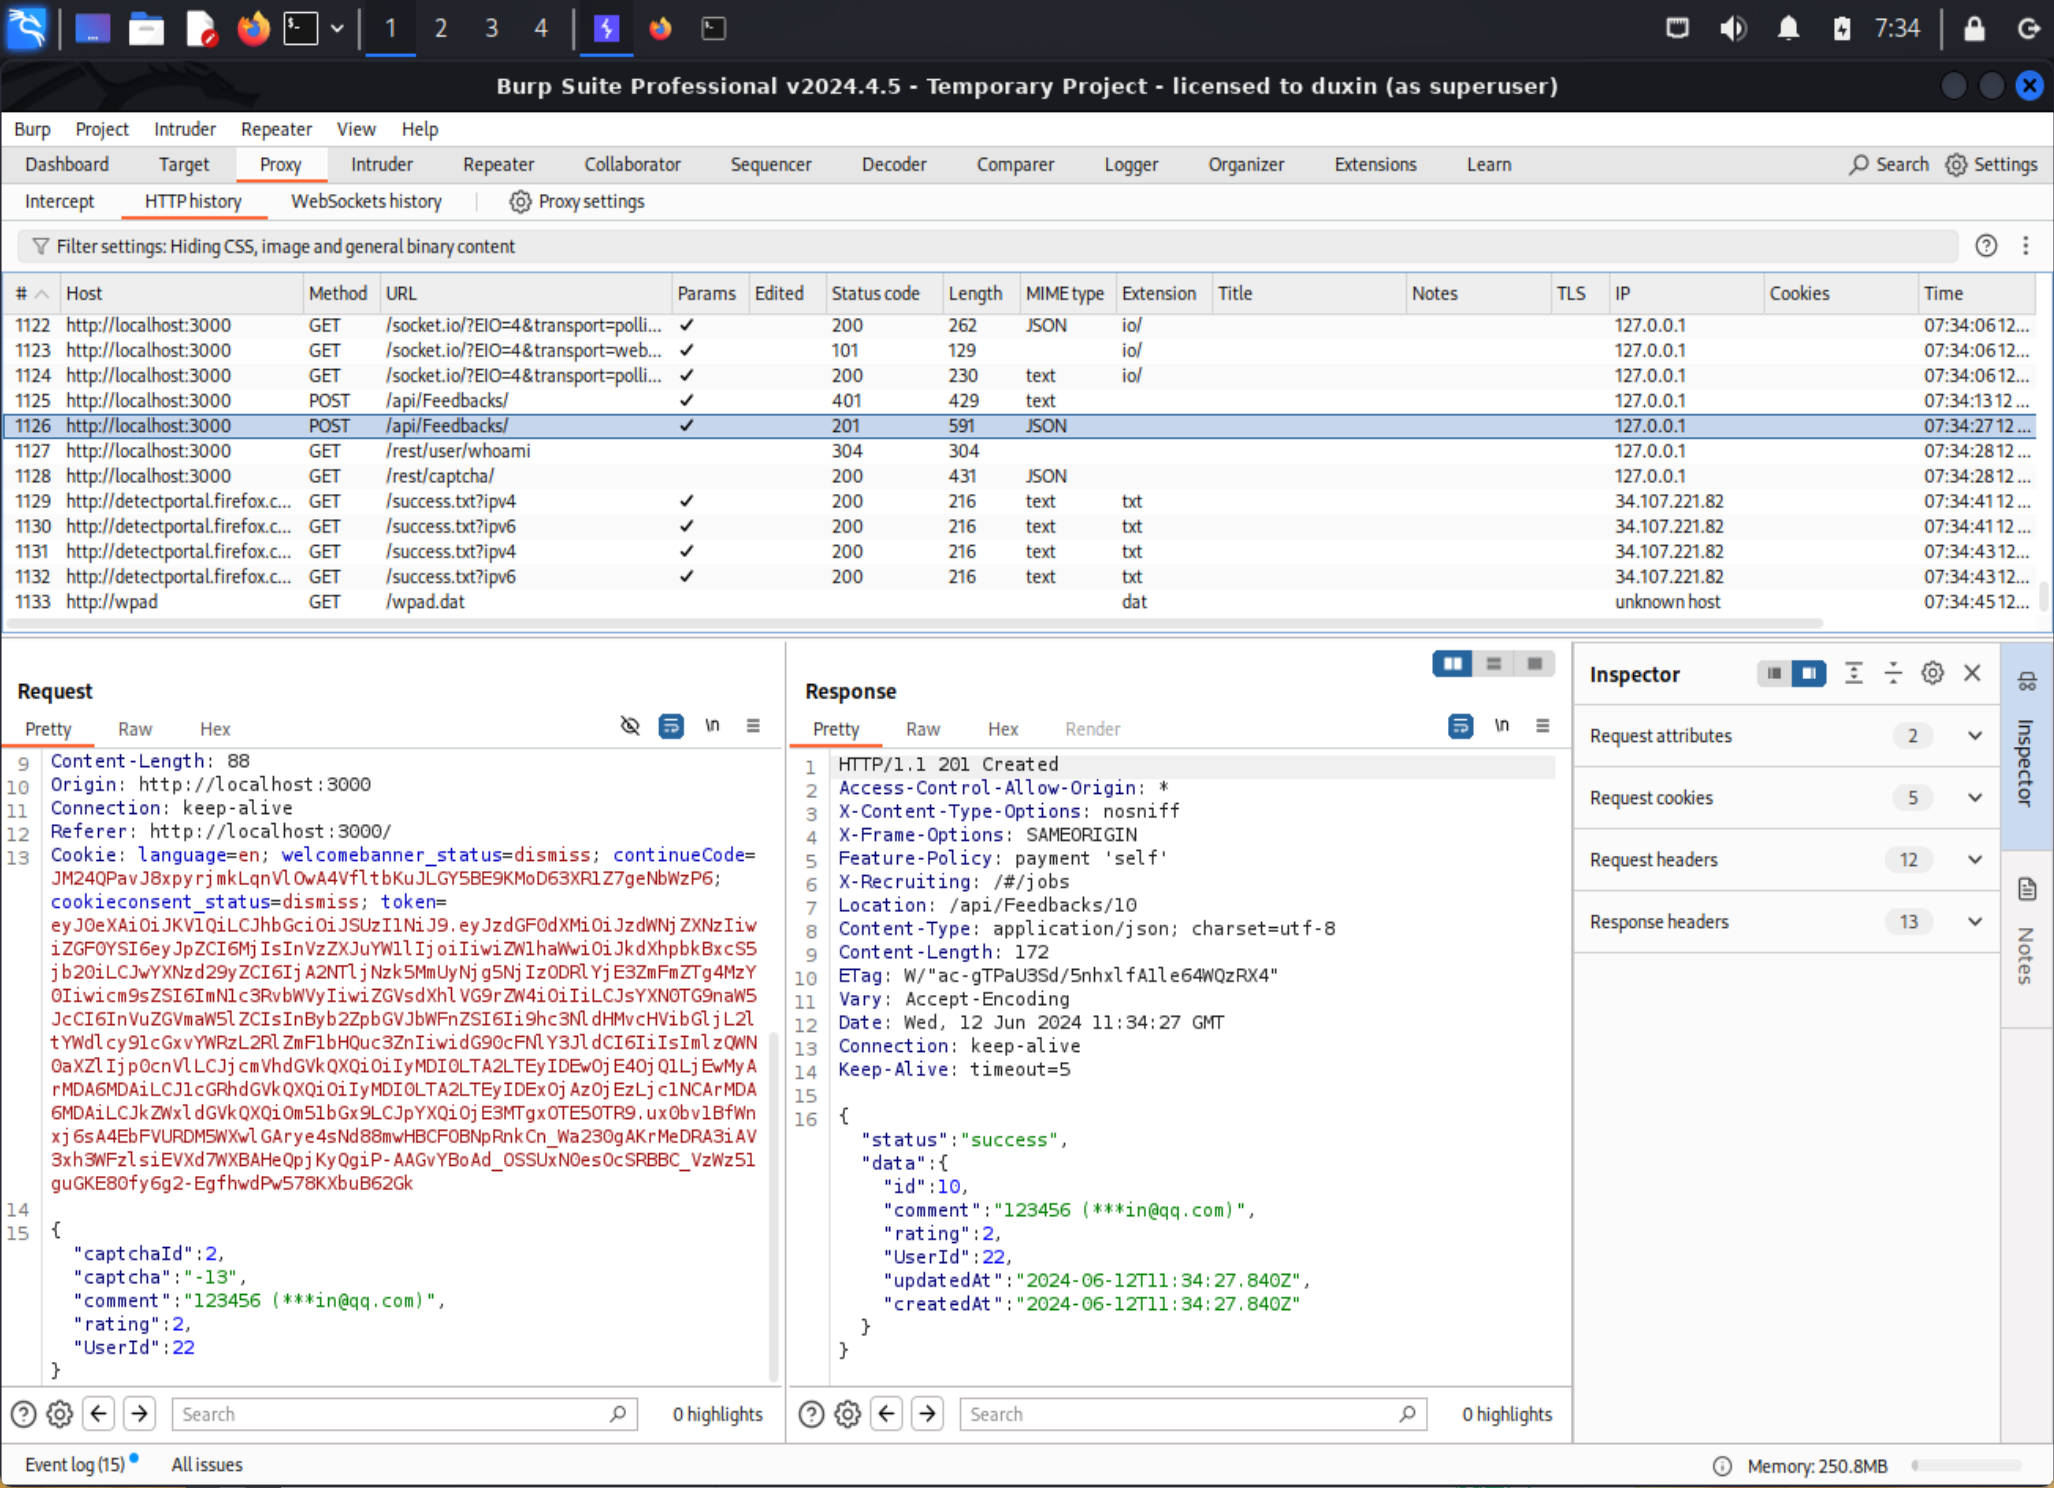 1 2 3 4 7:34
Burp Suite Professional v2024.4.5 - Temporary Project - licensed to duxin (as superuser)
Burp Project Intruder Repeater View Help
Dashboard Target Proxy Intruder Repeater Collaborator Sequencer Decoder Comparer Logger Organizer Extensions Learn Search Settings
Intercept HTTP history WebSockets history Proxy settings
Filter settings: Hiding CSS, image and general binary content
# Host Method URL Params Edited Status code Length MIME type Extension Title Notes TLS IP Cookies Time
1122 http://localhost:3000 GET /socket.io/?EIO=4&transport=polli... ✓ 200 262 JSON io/ 127.0.0.1 07:34:06 12...
1123 http://localhost:3000 GET /socket.io/?EIO=4&transport=web... ✓ 101 129 io/ 127.0.0.1 07:34:06 12...
1124 http://localhost:3000 GET /socket.io/?EIO=4&transport=polli... ✓ 200 230 text io/ 127.0.0.1 07:34:06 12...
1125 http://localhost:3000 POST /api/Feedbacks/ ✓ 401 429 text 127.0.0.1 07:34:13 12 ...
1126 http://localhost:3000 POST /api/Feedbacks/ ✓ 201 591 JSON 127.0.0.1 07:34:27 12 ...
1127 http://localhost:3000 GET /rest/user/whoami 304 304 127.0.0.1 07:34:28 12 ...
1128 http://localhost:3000 GET /rest/captcha/ 200 431 JSON 127.0.0.1 07:34:28 12 ...
1129 http://detectportal.firefox.c... GET /success.txt?ipv4 ✓ 200 216 text txt 34.107.221.82 07:34:41 12 ...
1130 http://detectportal.firefox.c... GET /success.txt?ipv6 ✓ 200 216 text txt 34.107.221.82 07:34:41 12 ...
1131 http://detectportal.firefox.c... GET /success.txt?ipv4 ✓ 200 216 text txt 34.107.221.82 07:34:43 12...
1132 http://detectportal.firefox.c... GET /success.txt?ipv6 ✓ 200 216 text txt 34.107.221.82 07:34:43 12...
1133 http://wpad GET /wpad.dat dat unknown host 07:34:45 12...
Request
Pretty Raw Hex \n
9 Content-Length: 88
10 Origin: http://localhost:3000
11 Connection: keep-alive
12 Referer: http://localhost:3000/
13 Cookie: language=en; welcomebanner_status=dismiss; continueCode=
JM24QPavJ8xpyrjmkLqnVlOwA4VfltbKuJLGY5BE9KMoD63XR1Z7geNbWzP6;
cookieconsent_status=dismiss; token=
eyJ0eXAiOiJKV1QiLCJhbGciOiJSUzI1NiJ9.eyJzdGF0dXMiOiJzdWNjZXNzIiw
iZGF0YSI6eyJpZCI6MjIsInVzZXJuYW1lIjoiIiwiZW1haWwiOiJkdXhpbkBxcS5
jb20iLCJwYXNzd29yZCI6IjA2NTljNzk5MmUyNjg5NjIzODRlYjE3ZmFmZTg4MzY
0Iiwicm9sZSI6ImN1c3RvbWVyIiwiZGVsdXhlVG9rZW4iOiIiLCJsYXN0TG9naW5
JcCI6InVuZGVmaW5lZCIsInByb2ZpbGVJbWFnZSI6Ii9hc3NldHMvcHVibGljL2l
tYWdlcy91cGxvYWRzL2RlZmF1bHQuc3ZnIiwidG90cFNlY3JldCI6IiIsImlzQWN
0aXZlIjp0cnVlLCJjcmVhdGVkQXQiOiIyMDI0LTA2LTEyIDEwOjE4OjQ1LjEwMyA
rMDA6MDAiLCJ1cGRhdGVkQXQiOiIyMDI0LTA2LTEyIDExOjAzOjEzLjc1NCArMDA
6MDAiLCJkZWxldGVkQXQiOm51bGx9LCJpYXQiOjE3MTgxOTE5OTR9.ux0bv1BfWn
xj6sA4EbFVURDM5WXwlGArye4sNd88mwHBCFOBNpRnkCn_Wa230gAKrMeDRA3iAV
3xh3WFzlsiEVXd7WXBAHeQpjKyQgiP-AAGvYBoAd_OSSUxN0esOcSRBBC_VzWz5l
guGKE80fy6g2-EgfhwdPw578KXbuB62Gk
14
15 {
"captchaId":2,
"captcha":"-13",
"comment":"123456 (***in@qq.com)",
"rating":2,
"UserId":22
}
Search 0 highlights
Response
Pretty Raw Hex Render \n
1 HTTP/1.1 201 Created
2 Access-Control-Allow-Origin: *
3 X-Content-Type-Options: nosniff
4 X-Frame-Options: SAMEORIGIN
5 Feature-Policy: payment 'self'
6 X-Recruiting: /#/jobs
7 Location: /api/Feedbacks/10
8 Content-Type: application/json; charset=utf-8
9 Content-Length: 172
10 ETag: W/"ac-gTPaU3Sd/5nhxlfA1le64WQzRX4"
11 Vary: Accept-Encoding
12 Date: Wed, 12 Jun 2024 11:34:27 GMT
13 Connection: keep-alive
14 Keep-Alive: timeout=5
15
16 {
"status":"success",
"data":{
"id":10,
"comment":"123456 (***in@qq.com)",
"rating":2,
"UserId":22,
"updatedAt":"2024-06-12T11:34:27.840Z",
"createdAt":"2024-06-12T11:34:27.840Z"
}
}
Search 0 highlights
Inspector
Request attributes 2
Request cookies 5
Request headers 12
Response headers 13
Inspector
Notes
Event log (15) All issues Memory: 250.8MB